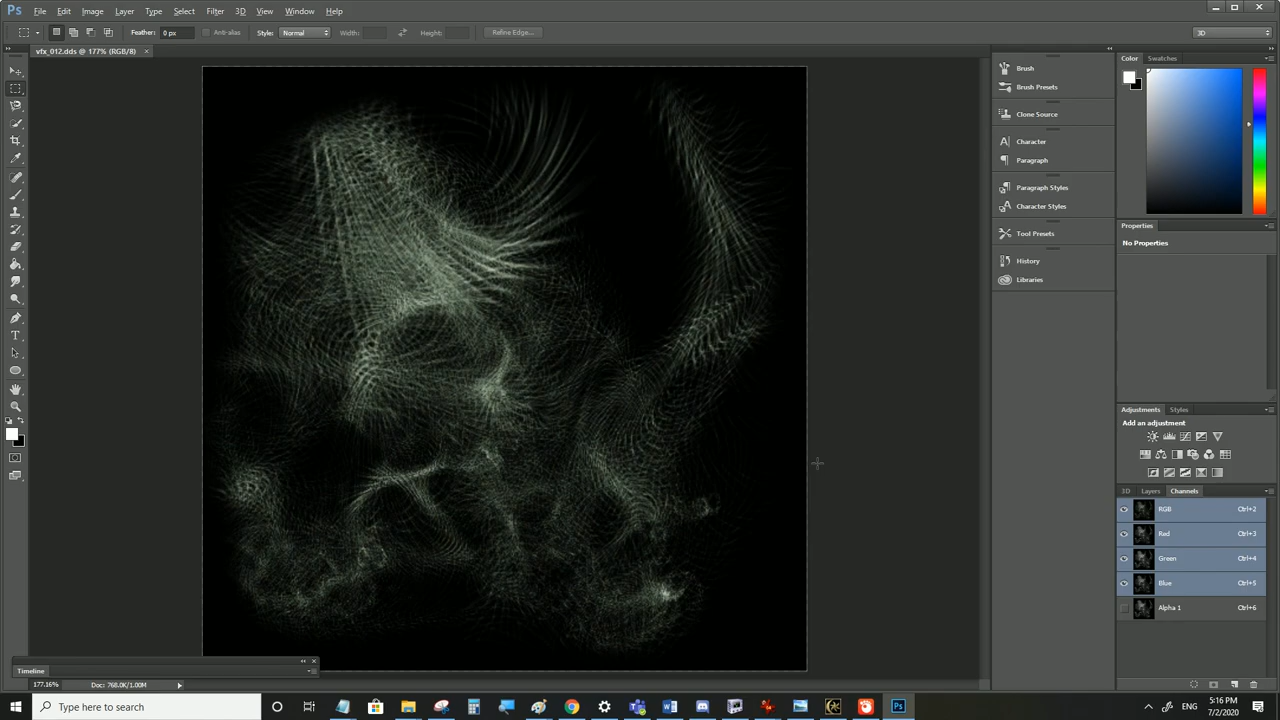 Ps File Edit Image Layer Type Select Filter 3D View Window Help
Feather: 0 px Anti-alias Style: Normal Width: Height: Refine Edge... 3D
vfx_012.dds @ 177% (RGB/8) ×
Brush
Brush Presets
Clone Source
Character
Paragraph
Paragraph Styles
Character Styles
Tool Presets
History
Libraries
Color Swatches
Properties
No Properties
Adjustments Styles
Add an adjustment
3D Layers Channels
RGB Ctrl+2
Red Ctrl+3
Green Ctrl+4
Blue Ctrl+5
Alpha 1 Ctrl+6
Timeline
177.16% Doc: 768.0K/1.00M
Type here to search
ENG
5:16 PM
7/2/2020